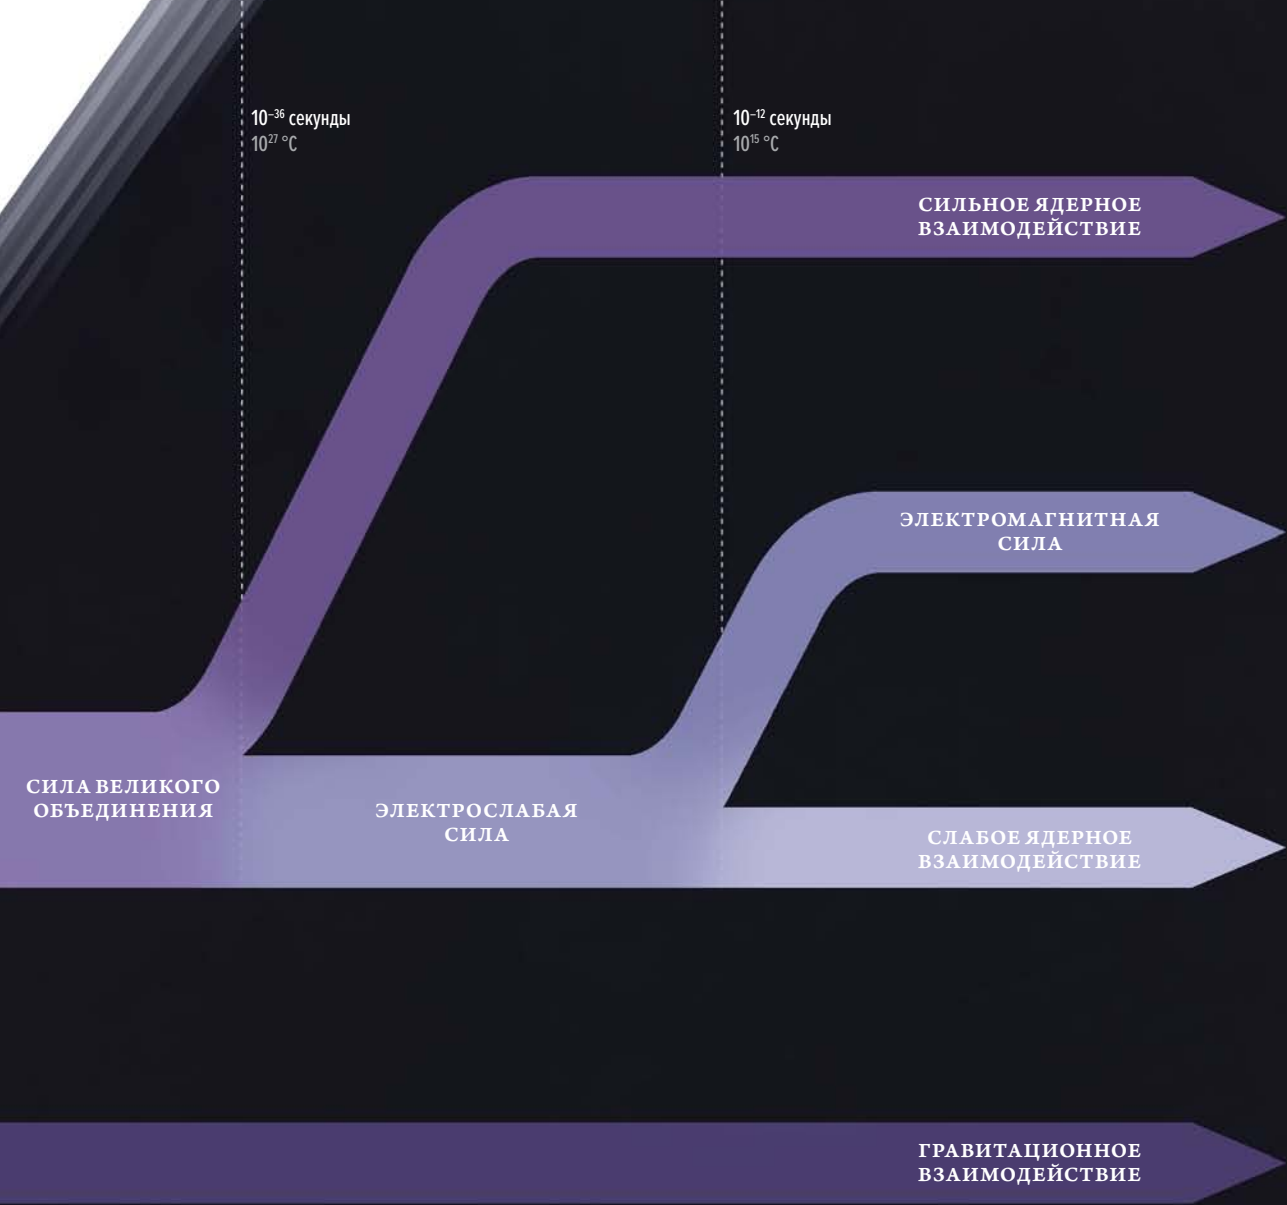 10⁻³⁶ секунды
10²⁷ °C
10⁻¹² секунды
10¹⁵ °C
СИЛЬНОЕ ЯДЕРНОЕ
ВЗАИМОДЕЙСТВИЕ
ЭЛЕКТРОМАГНИТНАЯ
СИЛА
СИЛА ВЕЛИКОГО
ОБЪЕДИНЕНИЯ
ЭЛЕКТРОСЛАБАЯ
СИЛА
СЛАБОЕ ЯДЕРНОЕ
ВЗАИМОДЕЙСТВИЕ
ГРАВИТАЦИОННОЕ
ВЗАИМОДЕЙСТВИЕ